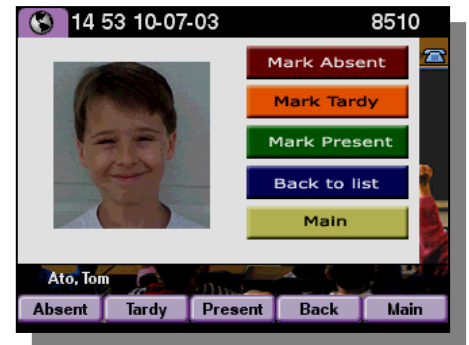 14 53 10-07-03 8510
Mark Absent
Mark Tardy
Mark Present
Back to list
Main
Ato, Tom
Absent Tardy Present Back Main